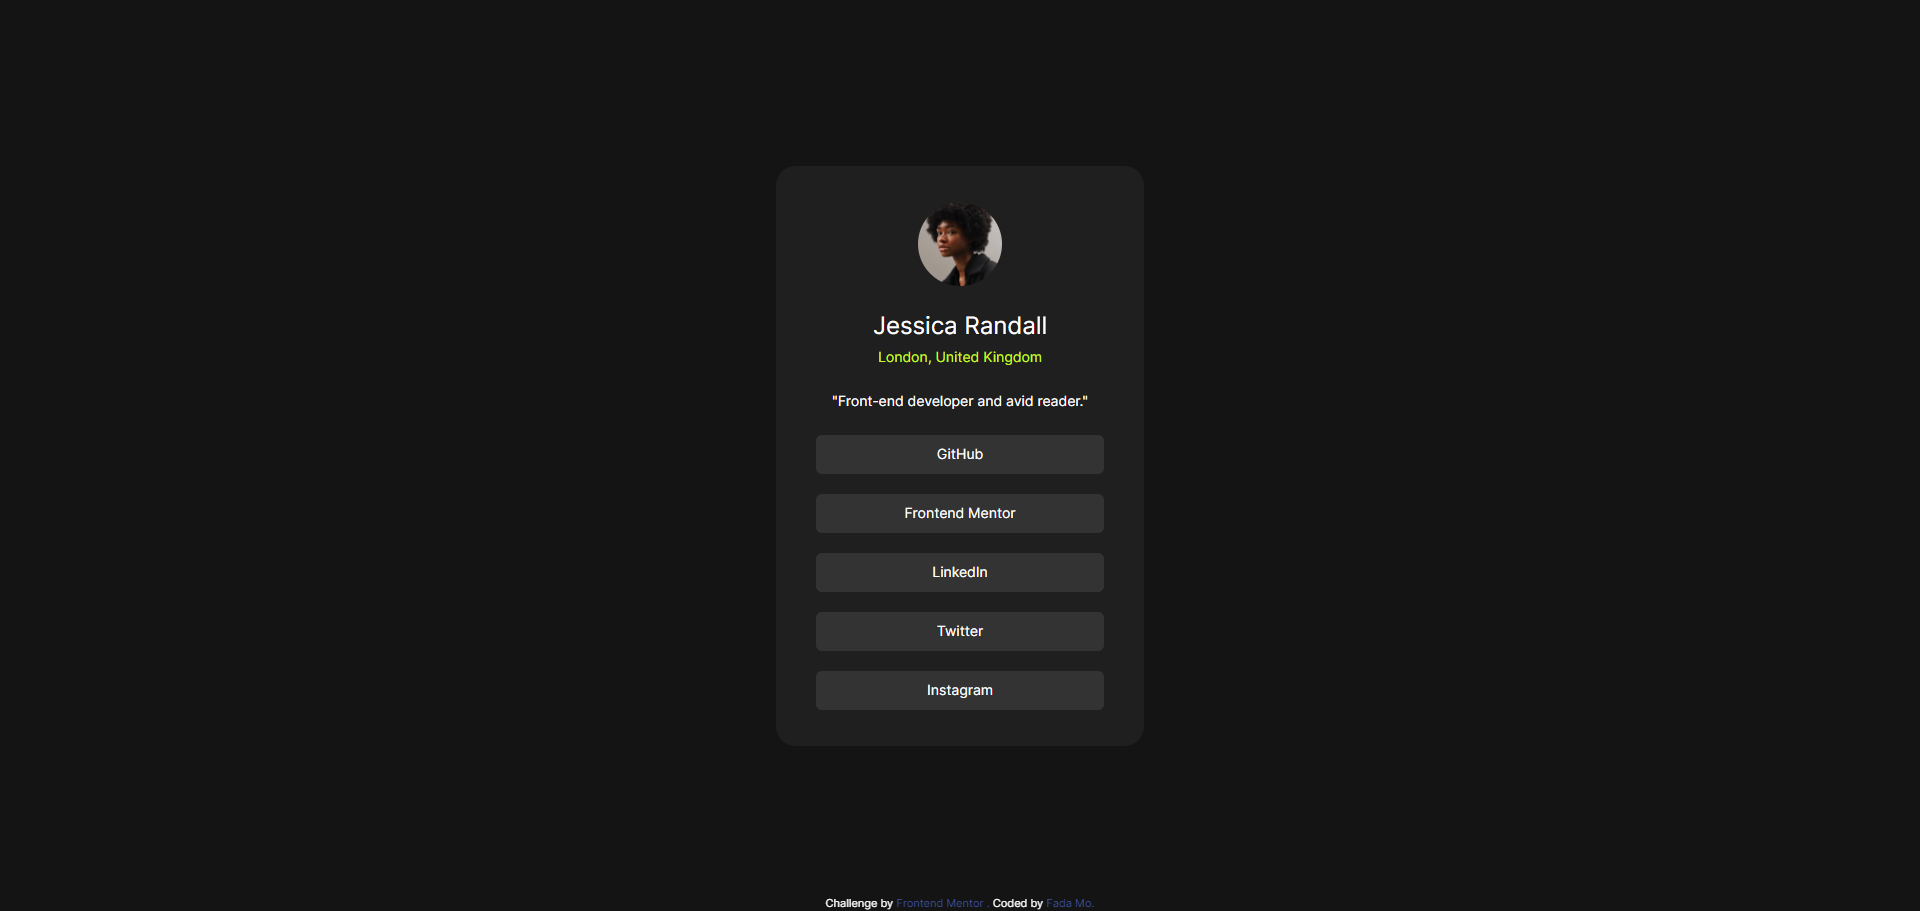 Jessica Randall
London, United Kingdom
"Front-end developer and avid reader."
GitHub
Frontend Mentor
LinkedIn
Twitter
Instagram
Challenge by Frontend Mentor . Coded by Fada Mo.